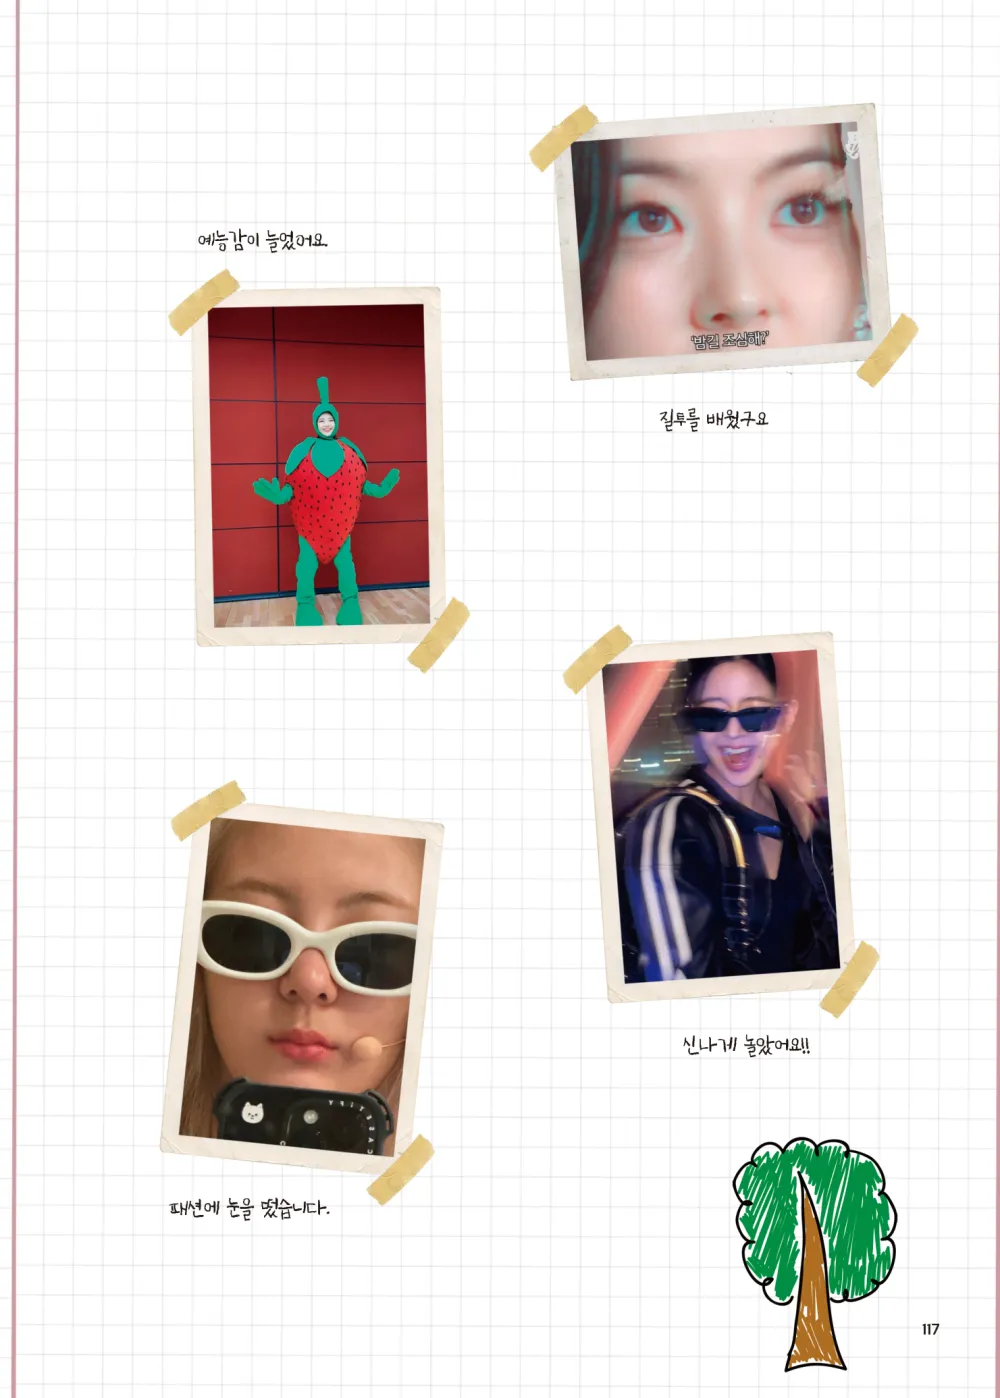 예능감이 늘었어요.
'밤길 조심해?'
질투를 배웠구요
신나게 놀았어요!!
패션에 눈을 떴습니다.
117